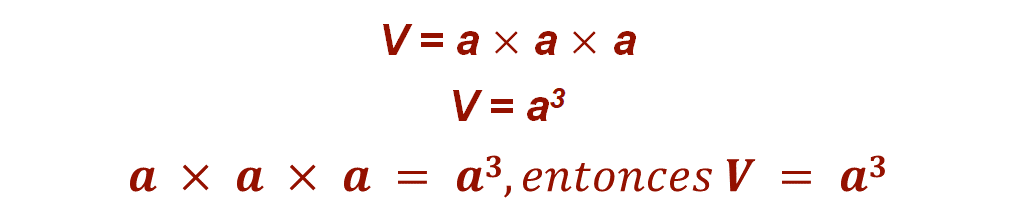 V = a × a × a
V = a³
a × a × a = a³, entonces V = a³